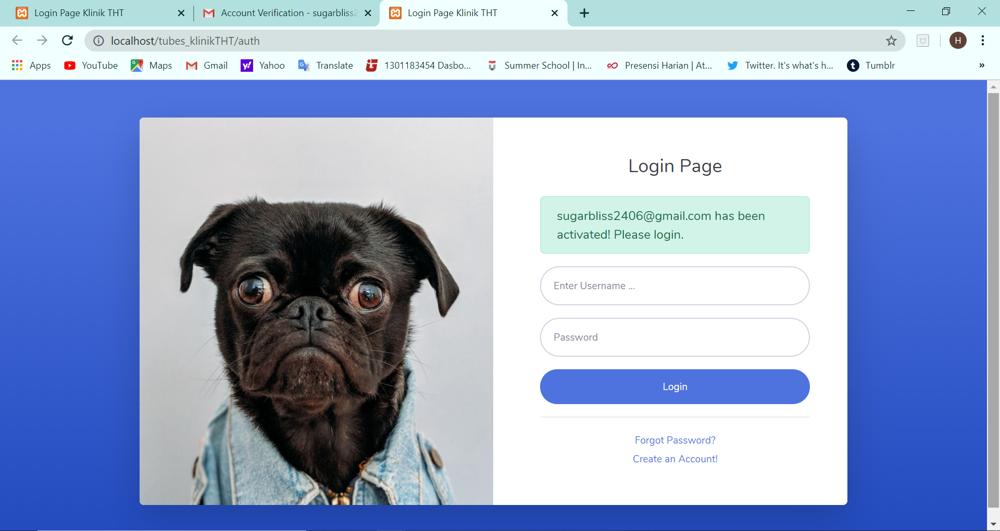 Login Page Klinik THT
Account Verification - sugarbliss2
Login Page Klinik THT
localhost/tubes_klinikTHT/auth
H
Apps
YouTube
Maps
Gmail
Yahoo
Translate
1301183454 Dasbo...
Summer School | In...
Presensi Harian | At...
Twitter. It's what's h...
Tumblr
»
Login Page
sugarbliss2406@gmail.com has been
activated! Please login.
Enter Username ...
Password
Login
Forgot Password?
Create an Account!